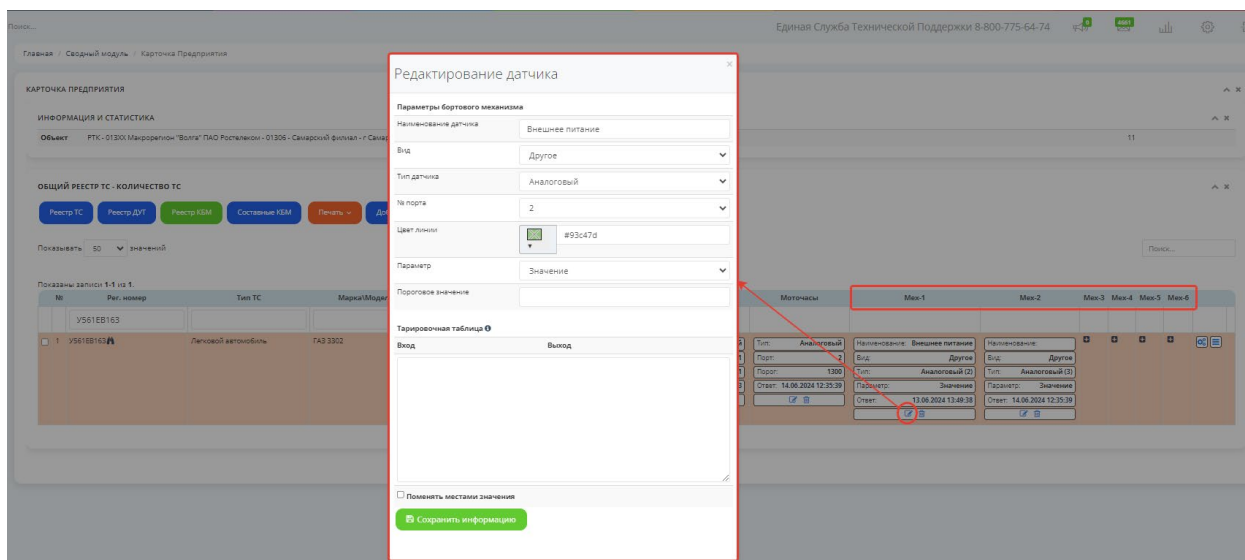 Поиск...
Единая Служба Технической Поддержки 8-800-775-64-74
Главная / Сводный модуль / Карточка Предприятия
КАРТОЧКА ПРЕДПРИЯТИЯ
ИНФОРМАЦИЯ И СТАТИСТИКА
Объект РТК - 013XX Макрорегион "Волга" ПАО Ростелеком - 01306 - Самарский филиал - г 11
ОБЩИЙ РЕЕСТР ТС - КОЛИЧЕСТВО ТС
Реестр ТС Реестр ДУТ Реестр КБМ Составные КБМ Печать
Показывать 50 значений
Поиск...
Показаны записи 1-1 из 1.
№ Рег. номер Тип ТС Марка\Модел Моточасы Мех-1 Мех-2 Мех-3 Мех-4 Мех-5 Мех-6
У561ЕВ163
1 У561ЕВ163 Легковой автомобиль ГАЗ 3302
Тип: Аналоговый
Порт: 2
Порог: 1300
Ответ: 14.06.2024 12:35:39
Наименование: Внешнее питание
Вид: Другое
Тип: Аналоговый (2)
Параметр: Значение
Ответ: 13.06.2024 13:49:38
Наименование:
Вид: Другое
Тип: Аналоговый (3)
Параметр: Значение
Ответ: 14.06.2024 12:35:39
Редактирование датчика
Параметры бортового механизма
Наименование датчика Внешнее питание
Вид Другое
Тип датчика Аналоговый
№ порта 2
Цвет линии #93c47d
Параметр Значение
Пороговое значение
Тарировочная таблица
Вход Выход
Поменять местами значения
Сохранить информацию